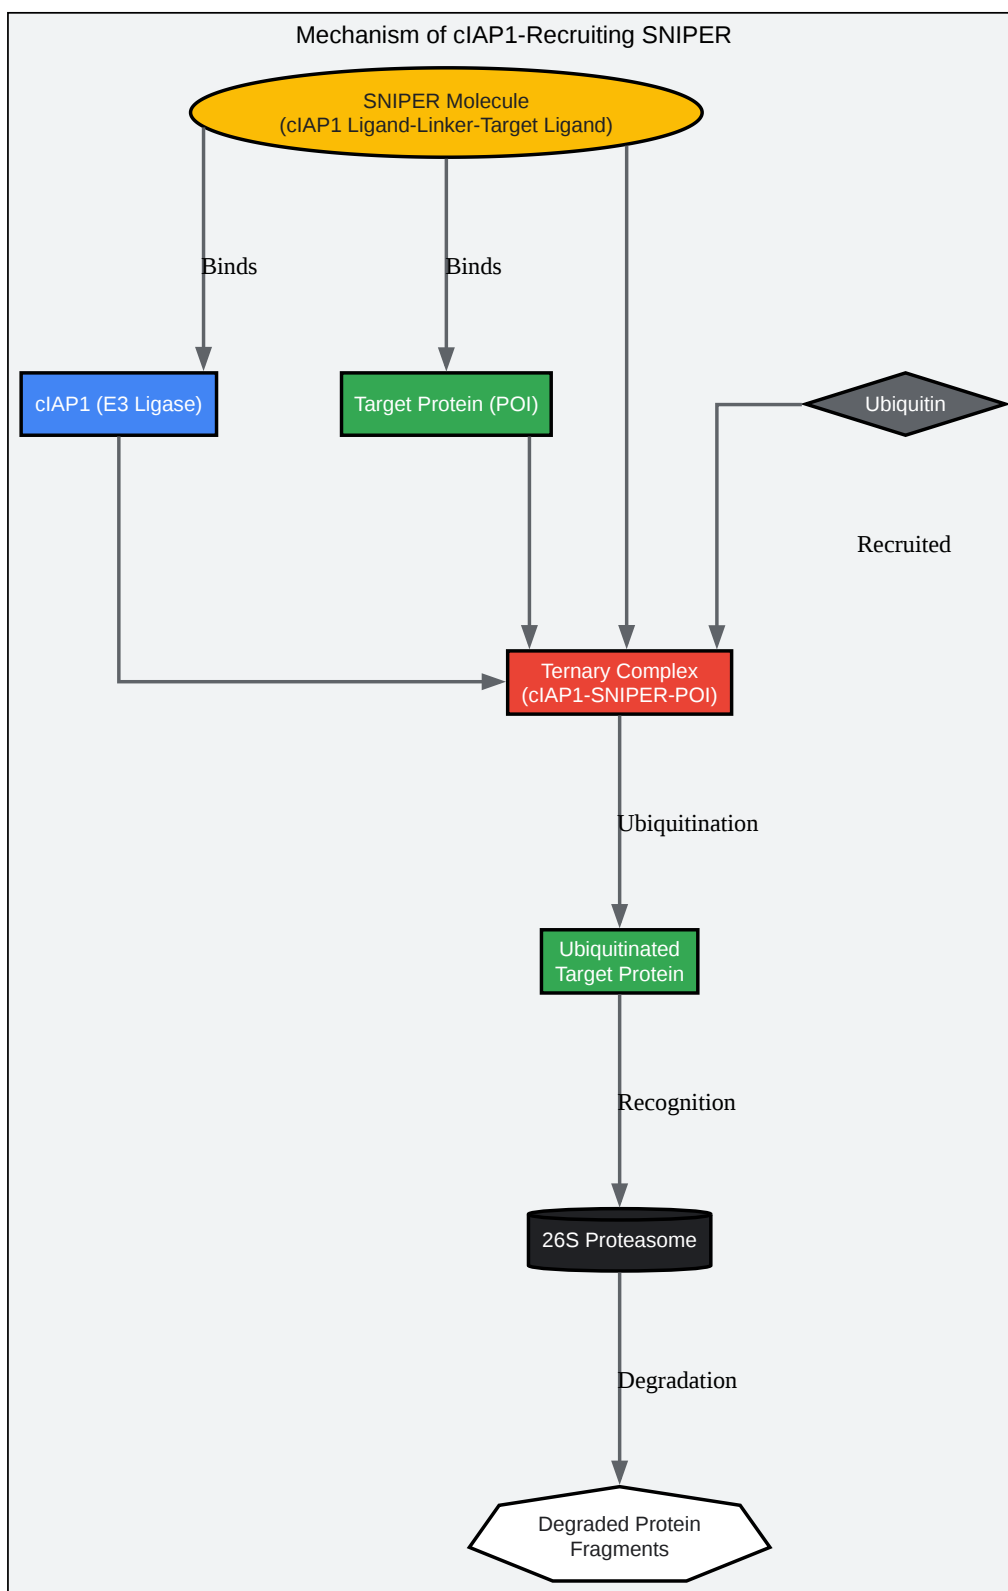 Mechanism of cIAP1-Recruiting SNIPER
SNIPER Molecule
(cIAP1 Ligand-Linker-Target Ligand)
Binds
Binds
cIAP1 (E3 Ligase)
Target Protein (POI)
Ubiquitin
Recruited
Ternary Complex
(cIAP1-SNIPER-POI)
Ubiquitination
Ubiquitinated
Target Protein
Recognition
26S Proteasome
Degradation
Degraded Protein
Fragments